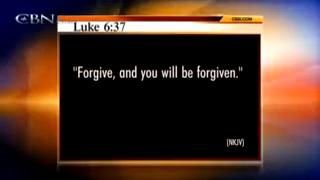 CBN
CBN.COM
Luke 6:37
"Forgive, and you will be forgiven."
[NKJV]